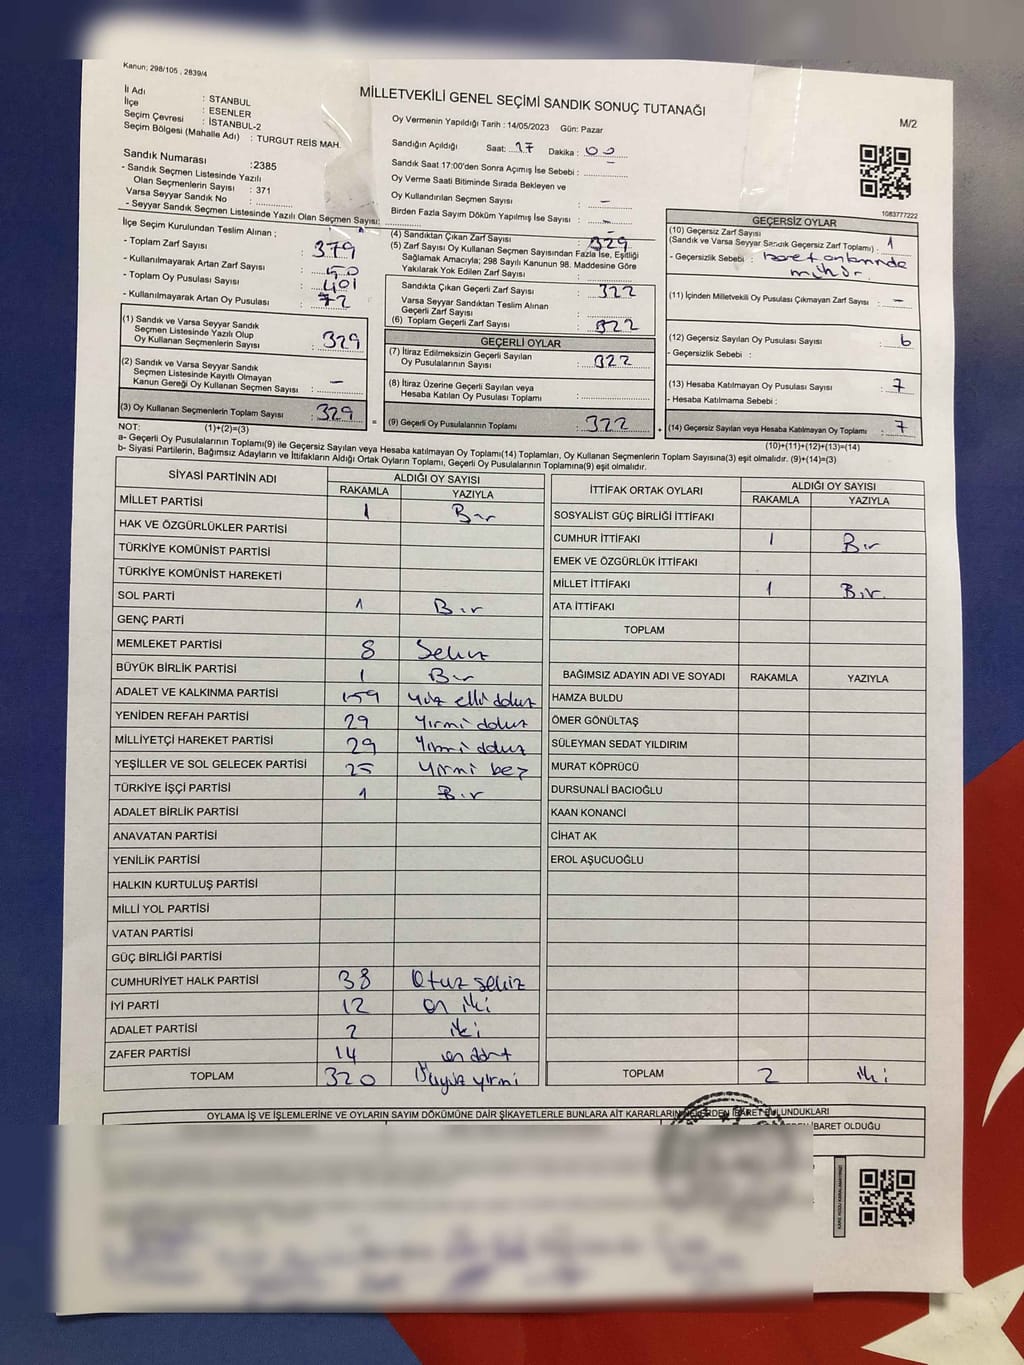 Kanun; 298/105 , 2839/4
MİLLETVEKİLİ GENEL SEÇİMİ SANDIK SONUÇ TUTANAĞI
M/2
İl Adı : STANBUL
İlçe : ESENLER
Seçim Çevresi : İSTANBUL-2
Seçim Bölgesi (Mahalle Adı) : TURGUT REİS MAH.
Sandık Numarası :2385
- Sandık Seçmen Listesinde Yazılı
Olan Seçmenlerin Sayısı : 371
Varsa Seyyar Sandık No :
- Seyyar Sandık Seçmen Listesinde Yazılı Olan Seçmen Sayısı:
İlçe Seçim Kurulundan Teslim Alınan ;
- Toplam Zarf Sayısı : 379
- Kullanılmayarak Artan Zarf Sayısı : 50
- Toplam Oy Pusulası Sayısı : 401
- Kullanılmayarak Artan Oy Pusulası : 72
(1) Sandık ve Varsa Seyyar Sandık
Seçmen Listesinde Yazılı Olup
Oy Kullanan Seçmenlerin Sayısı : 329
(2) Sandık ve Varsa Seyyar Sandık
Seçmen Listesinde Kayıtlı Olmayan
Kanun Gereği Oy Kullanan Seçmen Sayısı : -
(3) Oy Kullanan Seçmenlerin Toplam Sayısı : 329
Oy Vermenin Yapıldığı Tarih : 14/05/2023 Gün: Pazar
Sandığın Açıldığı Saat: 17 Dakika : 00
Sandık Saat 17:00'den Sonra Açımış İse Sebebi : -
Oy Verme Saati Bitiminde Sırada Bekleyen ve
Oy Kullandırılan Seçmen Sayısı : -
Birden Fazla Sayım Döküm Yapılmış İse Sayısı : -
(4) Sandıktan Çıkan Zarf Sayısı : 329
(5) Zarf Sayısı Oy Kullanan Seçmen Sayısından Fazla İse, Eşitliği
Sağlamak Amacıyla; 298 Sayılı Kanunun 98. Maddesine Göre
Yakılarak Yok Edilen Zarf Sayısı :
Sandıkta Çıkan Geçerli Zarf Sayısı : 322
Varsa Seyyar Sandıktan Teslim Alınan
Geçerli Zarf Sayısı :
(6) Toplam Geçerli Zarf Sayısı : 322
GEÇERLİ OYLAR
(7) İtiraz Edilmeksizin Geçerli Sayılan
Oy Pusulalarının Sayısı : 322
(8) İtiraz Üzerine Geçerli Sayılan veya
Hesaba Katılan Oy Pusulası Toplamı :
(9) Geçerli Oy Pusulalarının Toplamı : 322
1083777222
GEÇERSİZ OYLAR
(10) Geçersiz Zarf Sayısı
(Sandık ve Varsa Seyyar Sandık Geçersiz Zarf Toplamı) : 1
- Geçersizlik Sebebi :
mühür.
(11) İçinden Milletvekili Oy Pusulası Çıkmayan Zarf Sayısı : -
(12) Geçersiz Sayılan Oy Pusulası Sayısı : 6
- Geçersizlik Sebebi :
(13) Hesaba Katılmayan Oy Pusulası Sayısı : 7
- Hesaba Katılmama Sebebi :
(14) Geçersiz Sayılan veya Hesaba Katılmayan Oy Toplamı : 7
NOT: (1)+(2)=(3)
(10)+(11)+(12)+(13)=(14)
a- Geçerli Oy Pusulalarının Toplamı(9) ile Geçersiz Sayılan veya Hesaba katılmayan Oy Toplamı(14) Toplamları, Oy Kullanan Seçmenlerin Toplam Sayısına(3) eşit olmalıdır. (9)+(14)=(3)
b- Siyasi Partilerin, Bağımsız Adayların ve İttifakların Aldığı Oyların Toplamı, Geçerli Oy Pusulalarının Toplamına(9) eşit olmalıdır.
SİYASİ PARTİNİN ADI ALDIĞI OY SAYISI
RAKAMLA YAZIYLA
MİLLET PARTİSİ 1 Bir
HAK VE ÖZGÜRLÜKLER PARTİSİ
TÜRKİYE KOMÜNİST PARTİSİ
TÜRKİYE KOMÜNİST HAREKETİ
SOL PARTİ 1 Bir
GENÇ PARTİ
MEMLEKET PARTİSİ 8 Sekiz
BÜYÜK BİRLİK PARTİSİ 1 Bir
ADALET VE KALKINMA PARTİSİ 159 Yüz elli dokuz
YENİDEN REFAH PARTİSİ 29 Yirmi dokuz
MİLLİYETÇİ HAREKET PARTİSİ 29 Yirmi dokuz
YEŞİLLER VE SOL GELECEK PARTİSİ 25 Yirmi beş
TÜRKİYE İŞÇİ PARTİSİ 1 Bir
ADALET BİRLİK PARTİSİ
ANAVATAN PARTİSİ
YENİLİK PARTİSİ
HALKIN KURTULUŞ PARTİSİ
MİLLİ YOL PARTİSİ
VATAN PARTİSİ
GÜÇ BİRLİĞİ PARTİSİ
CUMHURİYET HALK PARTİSİ 38 Otuz sekiz
İYİ PARTİ 12 on iki
ADALET PARTİSİ 2 iki
ZAFER PARTİSİ 14 on dört
TOPLAM 320 Üçyüz yirmi
İTTİFAK ORTAK OYLARI ALDIĞI OY SAYISI
RAKAMLA YAZIYLA
SOSYALİST GÜÇ BİRLİĞİ İTTİFAKI
CUMHUR İTTİFAKI 1 Bir
EMEK VE ÖZGÜRLÜK İTTİFAKI
MİLLET İTTİFAKI 1 Bir.
ATA İTTİFAKI
TOPLAM
BAĞIMSIZ ADAYIN ADI VE SOYADI RAKAMLA YAZIYLA
HAMZA BULDU
ÖMER GÖNÜLTAŞ
SÜLEYMAN SEDAT YILDIRIM
MURAT KÖPRÜCÜ
DURSUNALİ BACIOĞLU
KAAN KONANCİ
CİHAT AK
EROL AŞUCUOĞLU
TOPLAM 2 iki
OYLAMA İŞ VE İŞLEMLERİNE VE OYLARIN SAYIM DÖKÜMÜNE DAİR ŞİKAYETLERLE BUNLARA AİT KARARLARIN NELERDEN İBARET BULUNDUKLARI
İBARET OLDUĞU